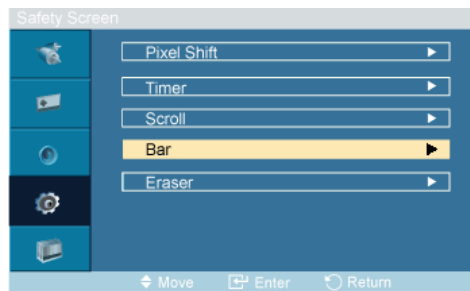 Safety Screen
Pixel Shift
Timer
Scroll
Bar
Eraser
Move Enter Return